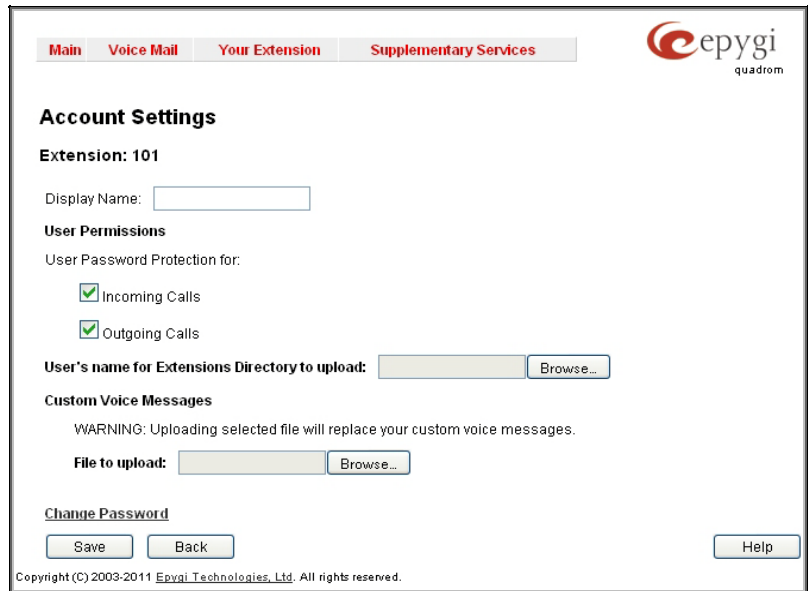 Main Voice Mail Your Extension Supplementary Services
epygi
quadrom
Account Settings
Extension: 101
Display Name:
User Permissions
User Password Protection for:
Incoming Calls
Outgoing Calls
User's name for Extensions Directory to upload: Browse...
Custom Voice Messages
WARNING: Uploading selected file will replace your custom voice messages.
File to upload: Browse...
Change Password
Save Back Help
Copyright (C) 2003-2011 Epygi Technologies, Ltd. All rights reserved.